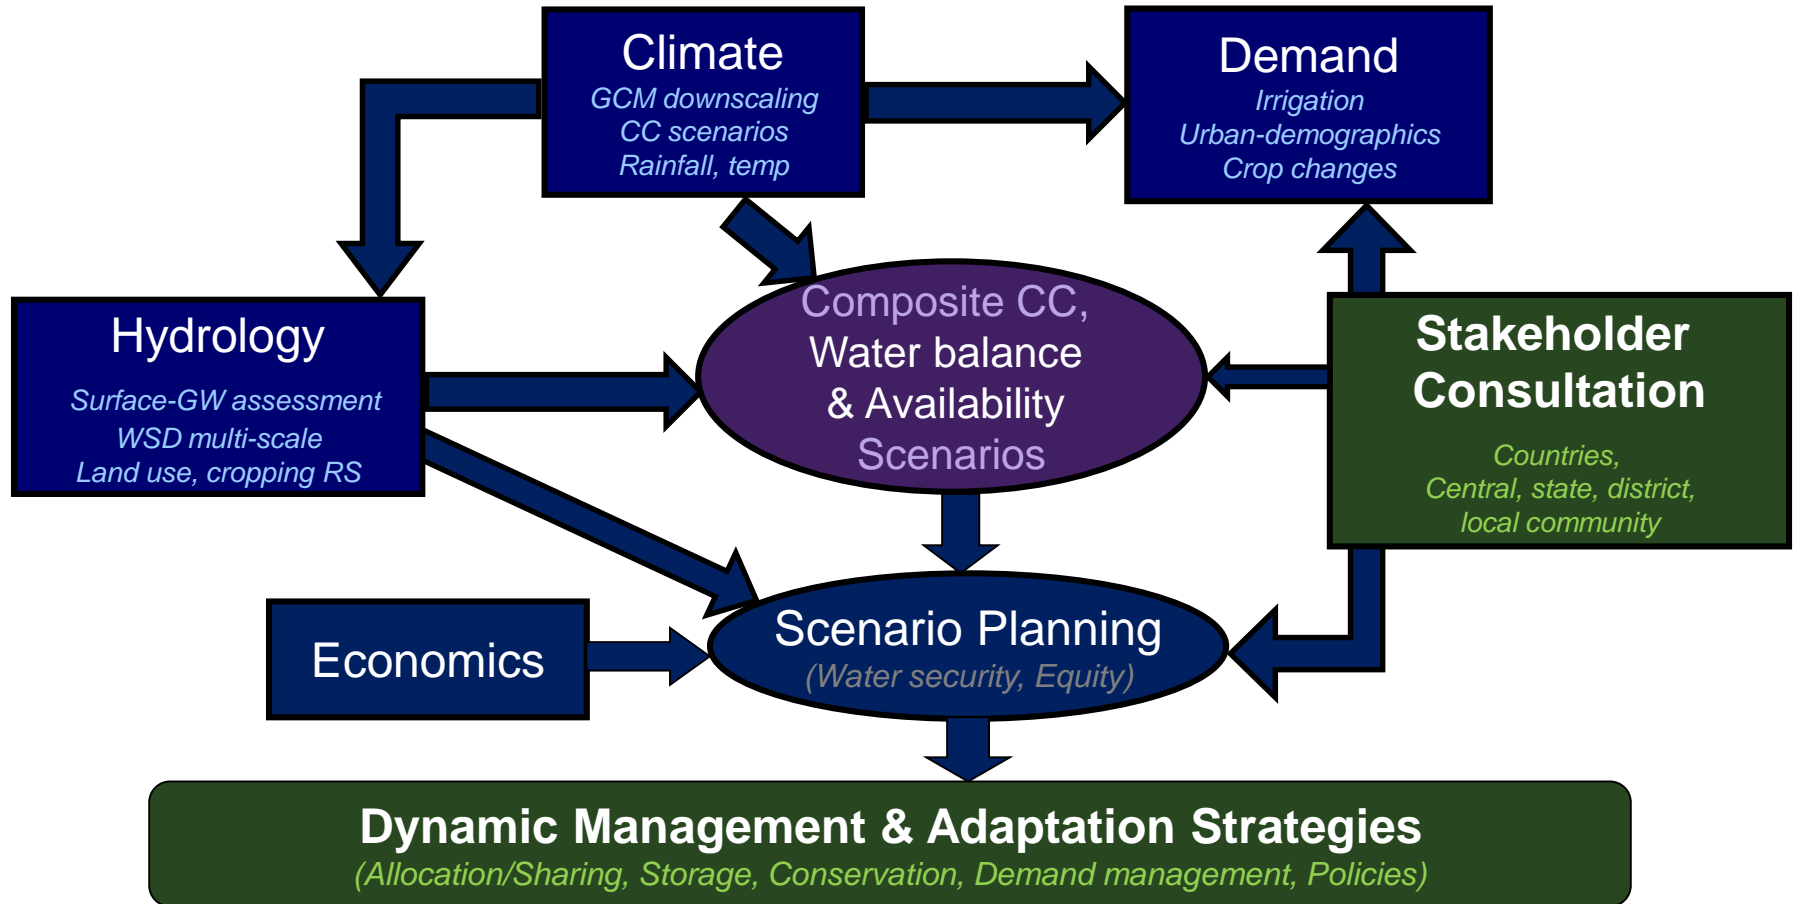 Climate
GCM downscaling
CC scenarios
Rainfall, temp
Demand
Irrigation
Urban-demographics
Crop changes
Hydrology
Surface-GW assessment
WSD multi-scale
Land use, cropping RS
Composite CC,
Water balance
& Availability
Scenarios
Stakeholder
Consultation
Countries,
Central, state, district,
local community
Economics
Scenario Planning
(Water security, Equity)
Dynamic Management & Adaptation Strategies
(Allocation/Sharing, Storage, Conservation, Demand management, Policies)